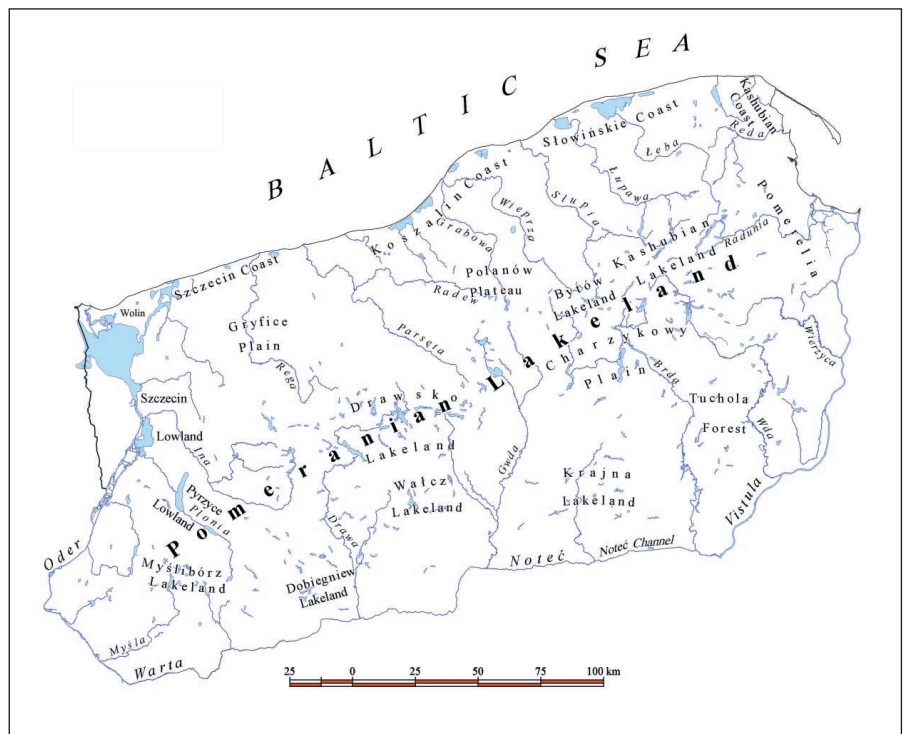 BALTIC SEA
Kashubian
Coast
Reda
Słowińskie Coast
Łeba
Łupawa
Słupia
Wieprza
Koszalin Coast
Grabowa
Pomerelia
Radunia
Kashubian
Lakeland
Bytów
Lakeland
Polanów
Plateau
Radew
Szczecin Coast
Wolin
Gryfice
Plain
Rega
Parsęta
Charzykowy
Plain
Brda
Wierzyca
Pomeranian Lakeland
Drawsko
Lakeland
Szczecin
Lowland
Ina
Tuchola
Forest
Wda
Gwda
Wałcz
Lakeland
Krajna
Lakeland
Vistula
Pyrzyce
Lowland
Płonia
Drawa
Oder
Noteć
Noteć Channel
Myślibórz
Lakeland
Dobiegniew
Lakeland
Myśla
Warta
25 0 25 50 75 100 km